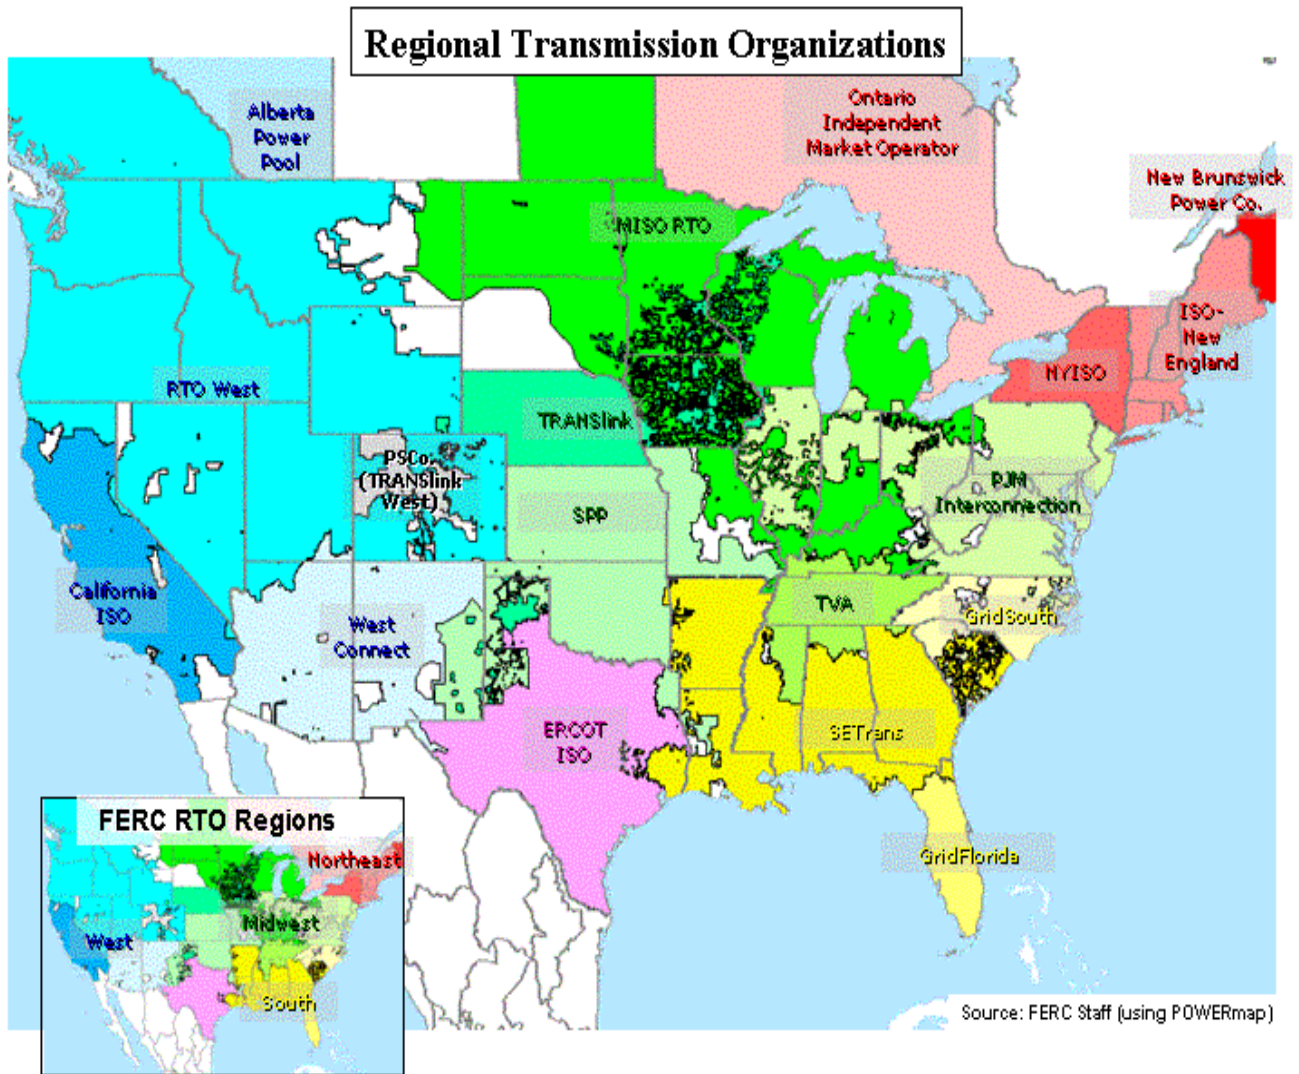 Regional Transmission Organizations
Alberta
Power
Pool
Ontario
Independent
Market Operator
New Brunswick
Power Co.
MISO RTO
ISO-
New
England
NYISO
RTO West
TRANSlink
PSCo.
(TRANSlink
West)
SPP
PJM
Interconnection
California
ISO
West
Connect
TVA
GridSouth
ERCOT
ISO
SETrans
GridFlorida
FERC RTO Regions
Northeast
Midwest
West
South
Source: FERC Staff (using POWERmap)